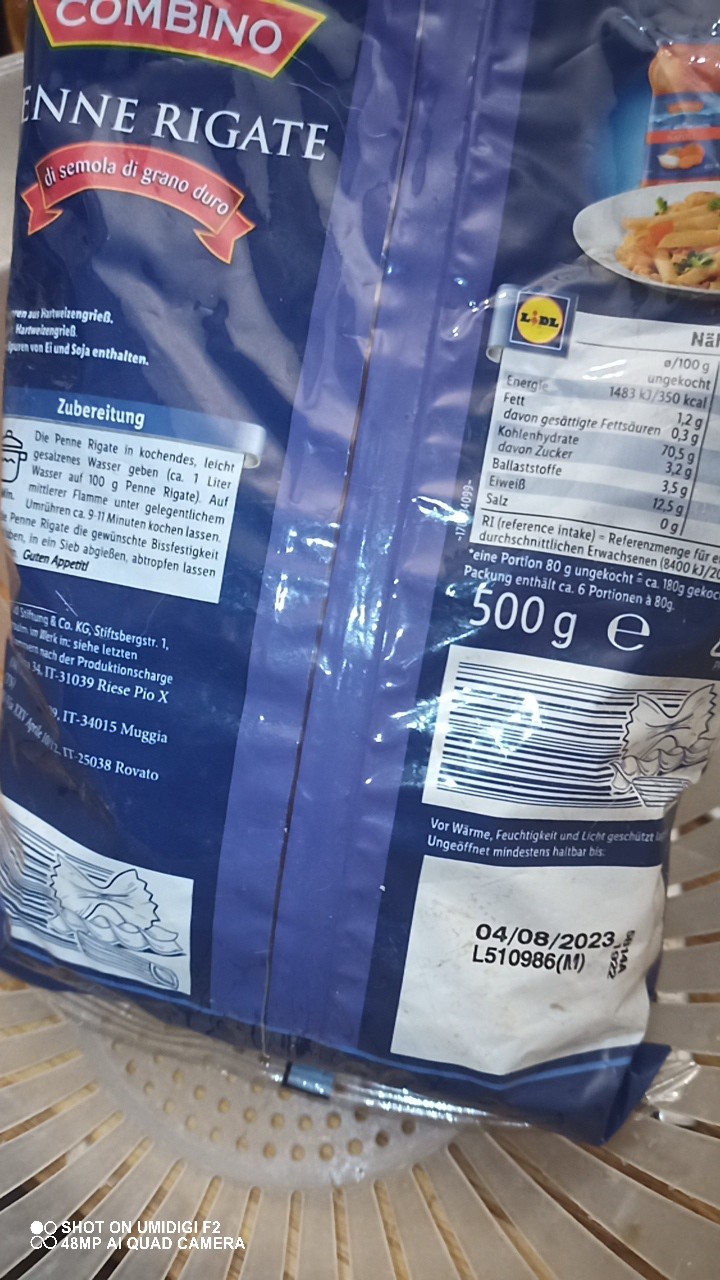 COMBINO
ENNE RIGATE
di semola di grano duro
aus Hartweizengrieß.
Hartweizengrieß.
Spuren von Ei und Soja enthalten.
Zubereitung
Die Penne Rigate in kochendes, leicht
gesalzenes Wasser geben (ca. 1 Liter
Wasser auf 100 g Penne Rigate). Auf
mittlerer Flamme unter gelegentlichem
Umrühren ca. 9-11 Minuten kochen lassen.
Penne Rigate die gewünschte Bissfestigkeit
in ein Sieb abgießen, abtropfen lassen
Guten Appetit!
Stiftung & Co. KG, Stiftsbergstr. 1,
im Werk in: siehe letzten
nach der Produktionscharge
34, IT-31039 Riese Pio X
IT-34015 Muggia
XXV Aprile IT-25038 Rovato
LIDL
ø/100 g
ungekocht
Energie 1483 kJ/350 kcal
Fett 1,2 g
davon gesättigte Fettsäuren 0,3 g
Kohlenhydrate 70,5 g
davon Zucker 3,2 g
Ballaststoffe 3,5 g
Eiweiß 12,5 g
Salz 0 g
RI (reference intake) = Referenzmenge für
durchschnittlichen Erwachsenen (8400 kJ/
*eine Portion 80 g ungekocht ≙ ca. 180g
Packung enthält ca. 6 Portionen à 80g.
500 g e
Vor Wärme, Feuchtigkeit und Licht geschützt
Ungeöffnet mindestens haltbar bis:
04/08/2023
L510986(M)
SHOT ON UMIDIGI F2
48MP AI QUAD CAMERA